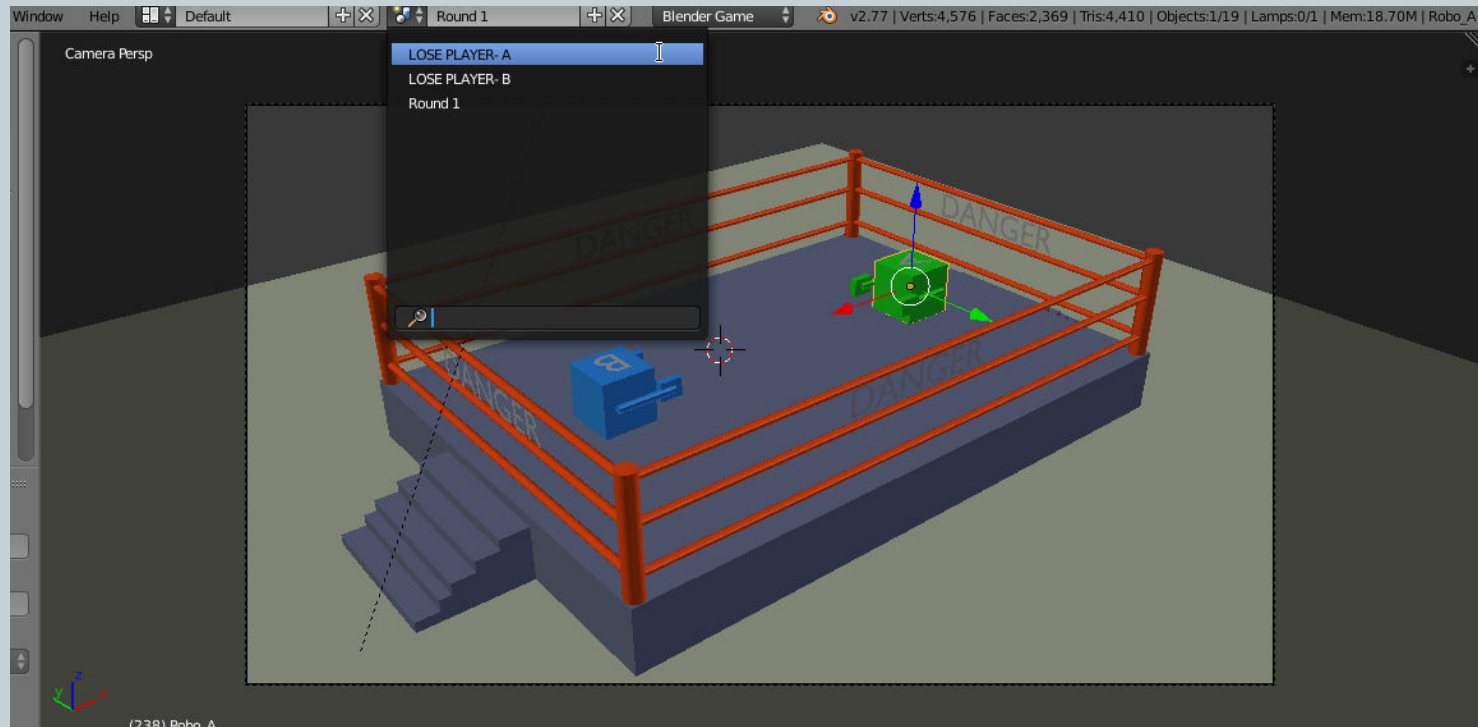 Window Help Default Round 1 Blender Game v2.77 | Verts:4,576 | Faces:2,369 | Tris:4,410 | Objects:1/19 | Lamps:0/1 | Mem:18.70M | Robo_A
Camera Persp
LOSE PLAYER- A
LOSE PLAYER- B
Round 1
DANGER
DANGER
DANGER
DANGER
B
z
y x
(238) Robo_A